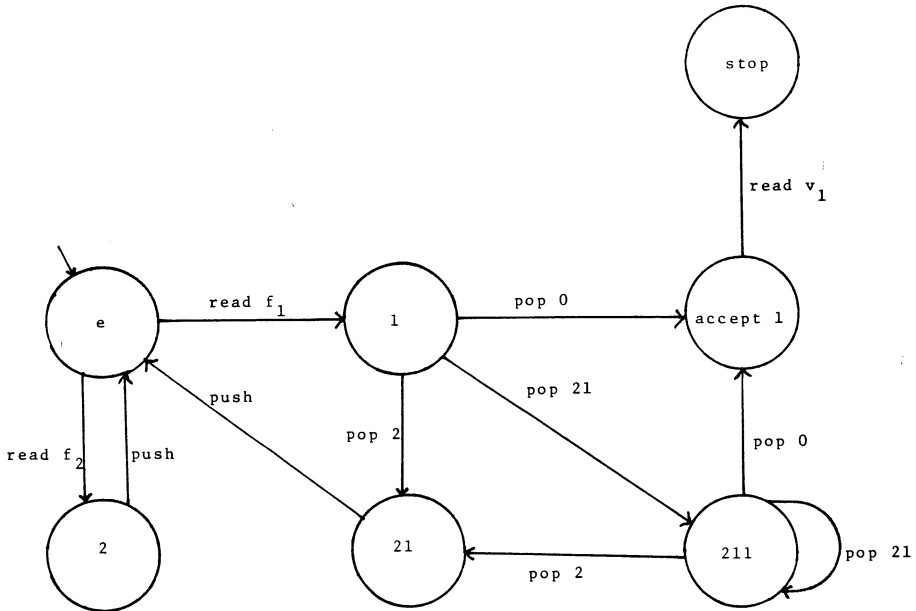 stop
read v1
e
read f1
1
pop 0
accept 1
push
pop 21
read f2
push
pop 2
pop 0
2
21
pop 2
211
pop 21